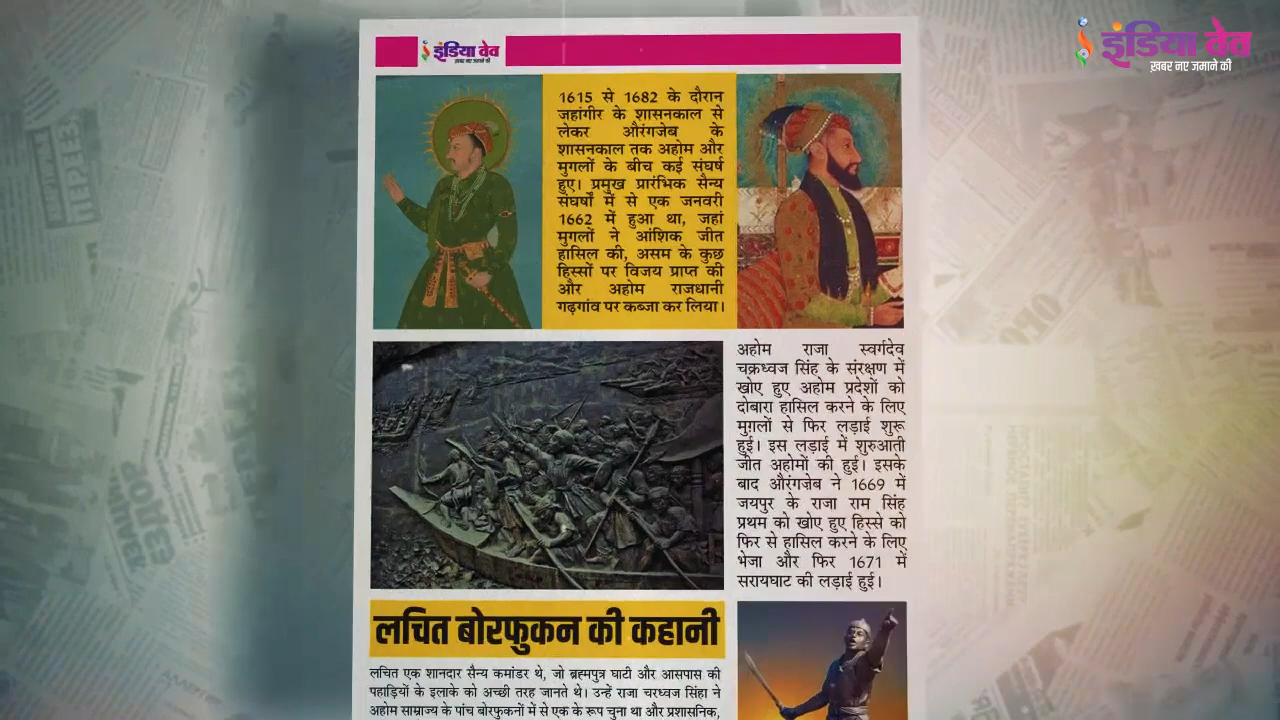 इंडिया वेव
ख़बर नए जमाने की
इंडिया वेव
ख़बर नए जमाने की
1615 से 1682 के दौरान
जहांगीर के शासनकाल से
लेकर औरंगजेब के
शासनकाल तक अहोम और
मुगलों के बीच कई संघर्ष
हुए। प्रमुख प्रारंभिक सैन्य
संघर्षों में से एक जनवरी
1662 में हुआ था, जहां
मुगलों ने आंशिक जीत
हासिल की, असम के कुछ
हिस्सों पर विजय प्राप्त की
और अहोम राजधानी
गढ़गांव पर कब्जा कर लिया।
अहोम राजा स्वर्गदेव
चक्रध्वज सिंह के संरक्षण में
खोए हुए अहोम प्रदेशों को
दोबारा हासिल करने के लिए
मुग़लों से फिर लड़ाई शुरू
हुई। इस लड़ाई में शुरुआती
जीत अहोमों की हुई। इसके
बाद औरंगजेब ने 1669 में
जयपुर के राजा राम सिंह
प्रथम को खोए हुए हिस्से को
फिर से हासिल करने के लिए
भेजा और फिर 1671 में
सरायघाट की लड़ाई हुई।
लचित बोरफुकन की कहानी
लचित एक शानदार सैन्य कमांडर थे, जो ब्रह्मपुत्र घाटी और आसपास की
पहाड़ियों के इलाके को अच्छी तरह जानते थे। उन्हें राजा चरध्वज सिंहा ने
अहोम साम्राज्य के पांच बोरफुकनों में से एक के रूप चुना था और प्रशासनिक,